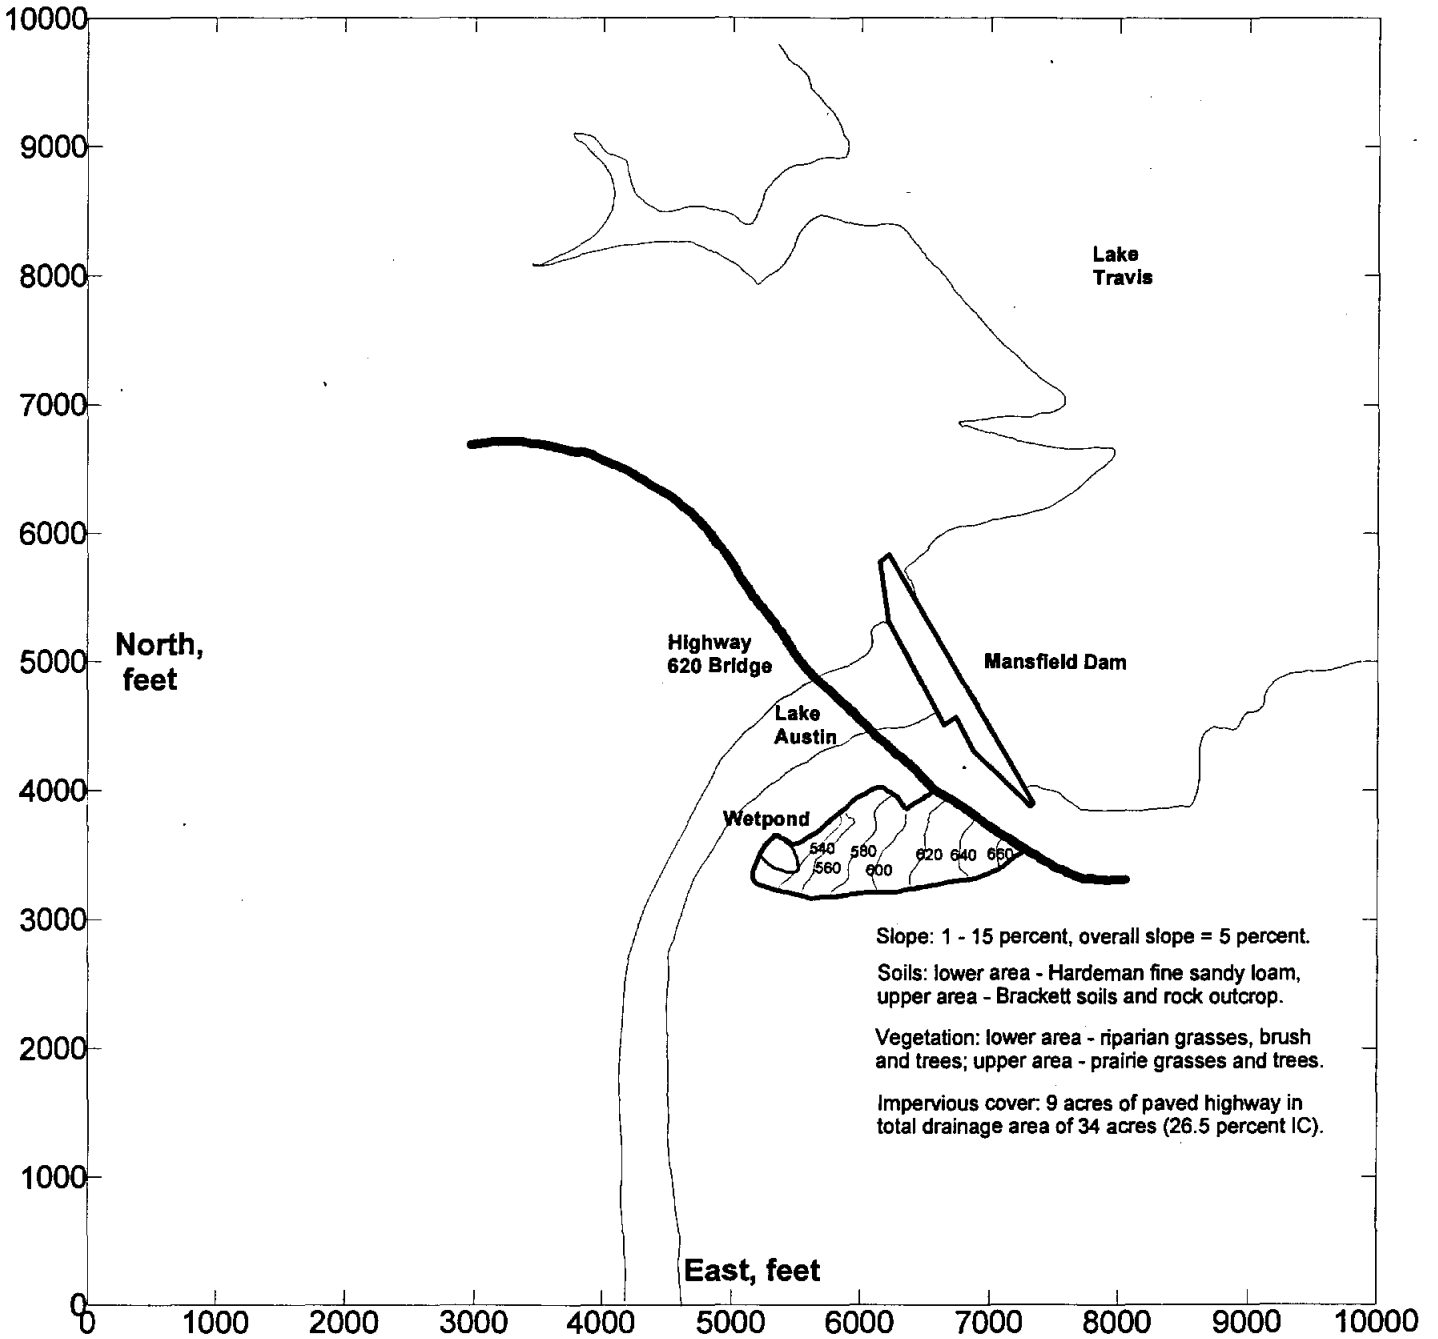 10000
9000
8000
7000
6000
5000
4000
3000
2000
1000
0
North,
feet
Lake
Travis
Highway
620 Bridge
Mansfield Dam
Lake
Austin
Wetpond
540
560
580
600
620
640
660
Slope: 1 - 15 percent, overall slope = 5 percent.
Soils: lower area - Hardeman fine sandy loam,
upper area - Brackett soils and rock outcrop.
Vegetation: lower area - riparian grasses, brush
and trees; upper area - prairie grasses and trees.
Impervious cover: 9 acres of paved highway in
total drainage area of 34 acres (26.5 percent IC).
East, feet
0 1000 2000 3000 4000 5000 6000 7000 8000 9000 10000